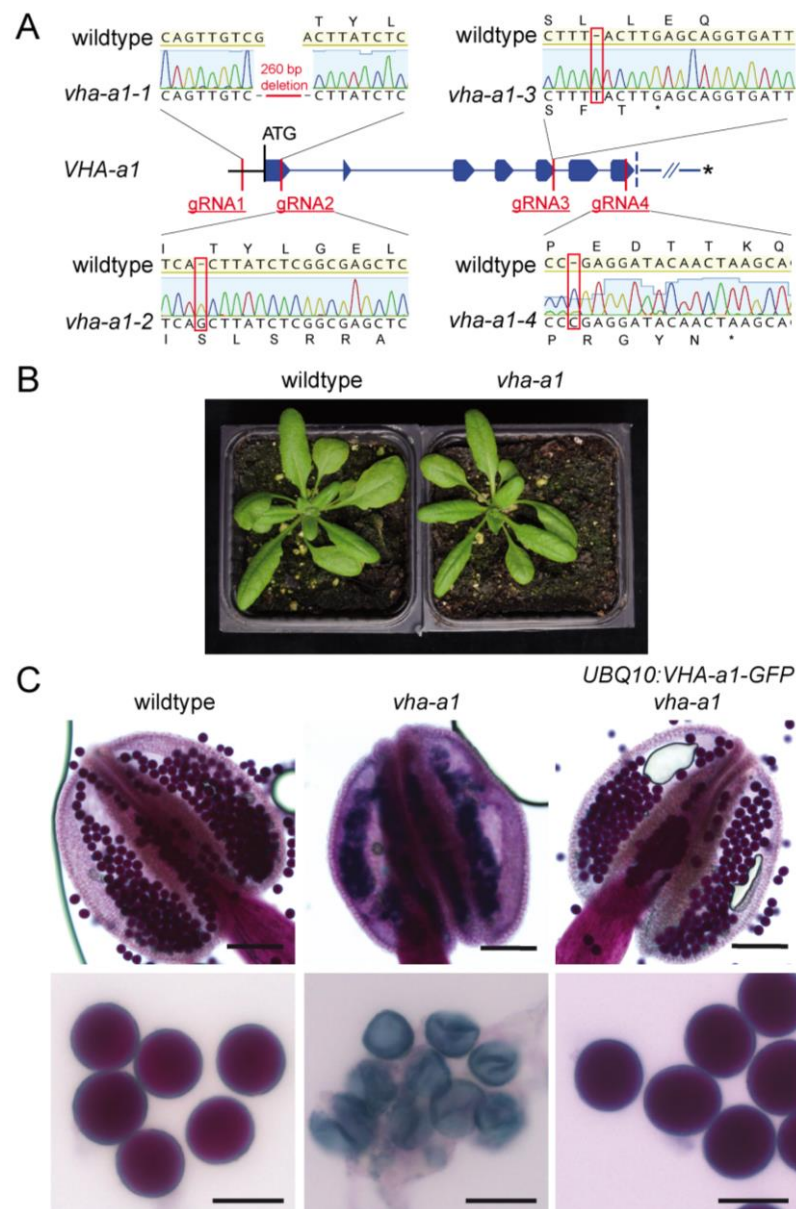 A
T Y L
wildtype CAGTTGTCG ACTTATCTC
260 bp
deletion
vha-a1-1 CAGTTGTC CTTATCTC
S L L E Q
wildtype CTTT-ACTTGAGCAGGTGATT
vha-a1-3 CTTTTACTTGAGCAGGTGATT
S F T *
ATG
VHA-a1
*
gRNA1 gRNA2 gRNA3 gRNA4
I T Y L G E L
wildtype TCA-CTTATCTCGGCGAGCTC
vha-a1-2 TCAGCTTATCTCGGCGAGCTC
I S L S R R A
P E D T T K Q
wildtype CC-GAGGATACAACTAAGCA
vha-a1-4 CCCGAGGATACAACTAAGCA
P R G Y N *
B
wildtype vha-a1
C
wildtype vha-a1 UBQ10:VHA-a1-GFP
vha-a1